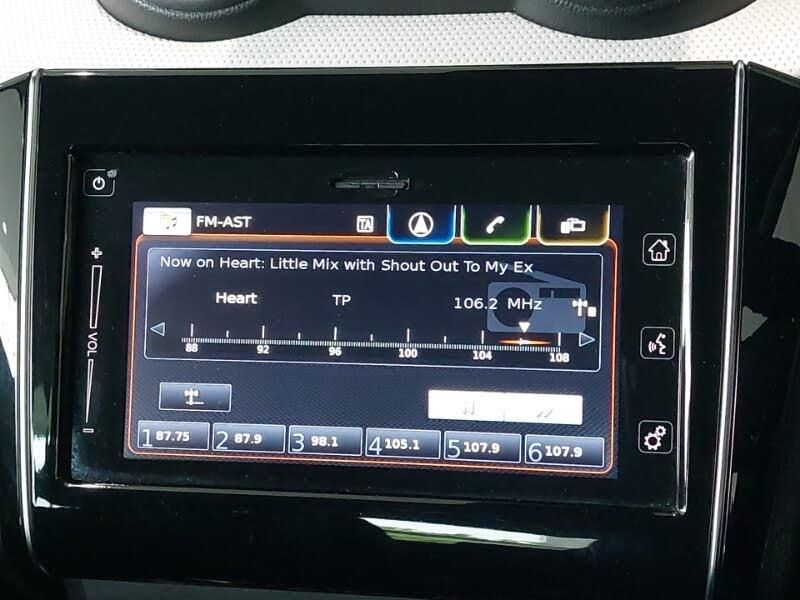 FM-AST TA
Now on Heart: Little Mix with Shout Out To My Ex
Heart TP 106.2 MHz
88 92 96 100 104 108
+ VOL -
1 87.75 2 87.9 3 98.1 4 105.1 5 107.9 6 107.9